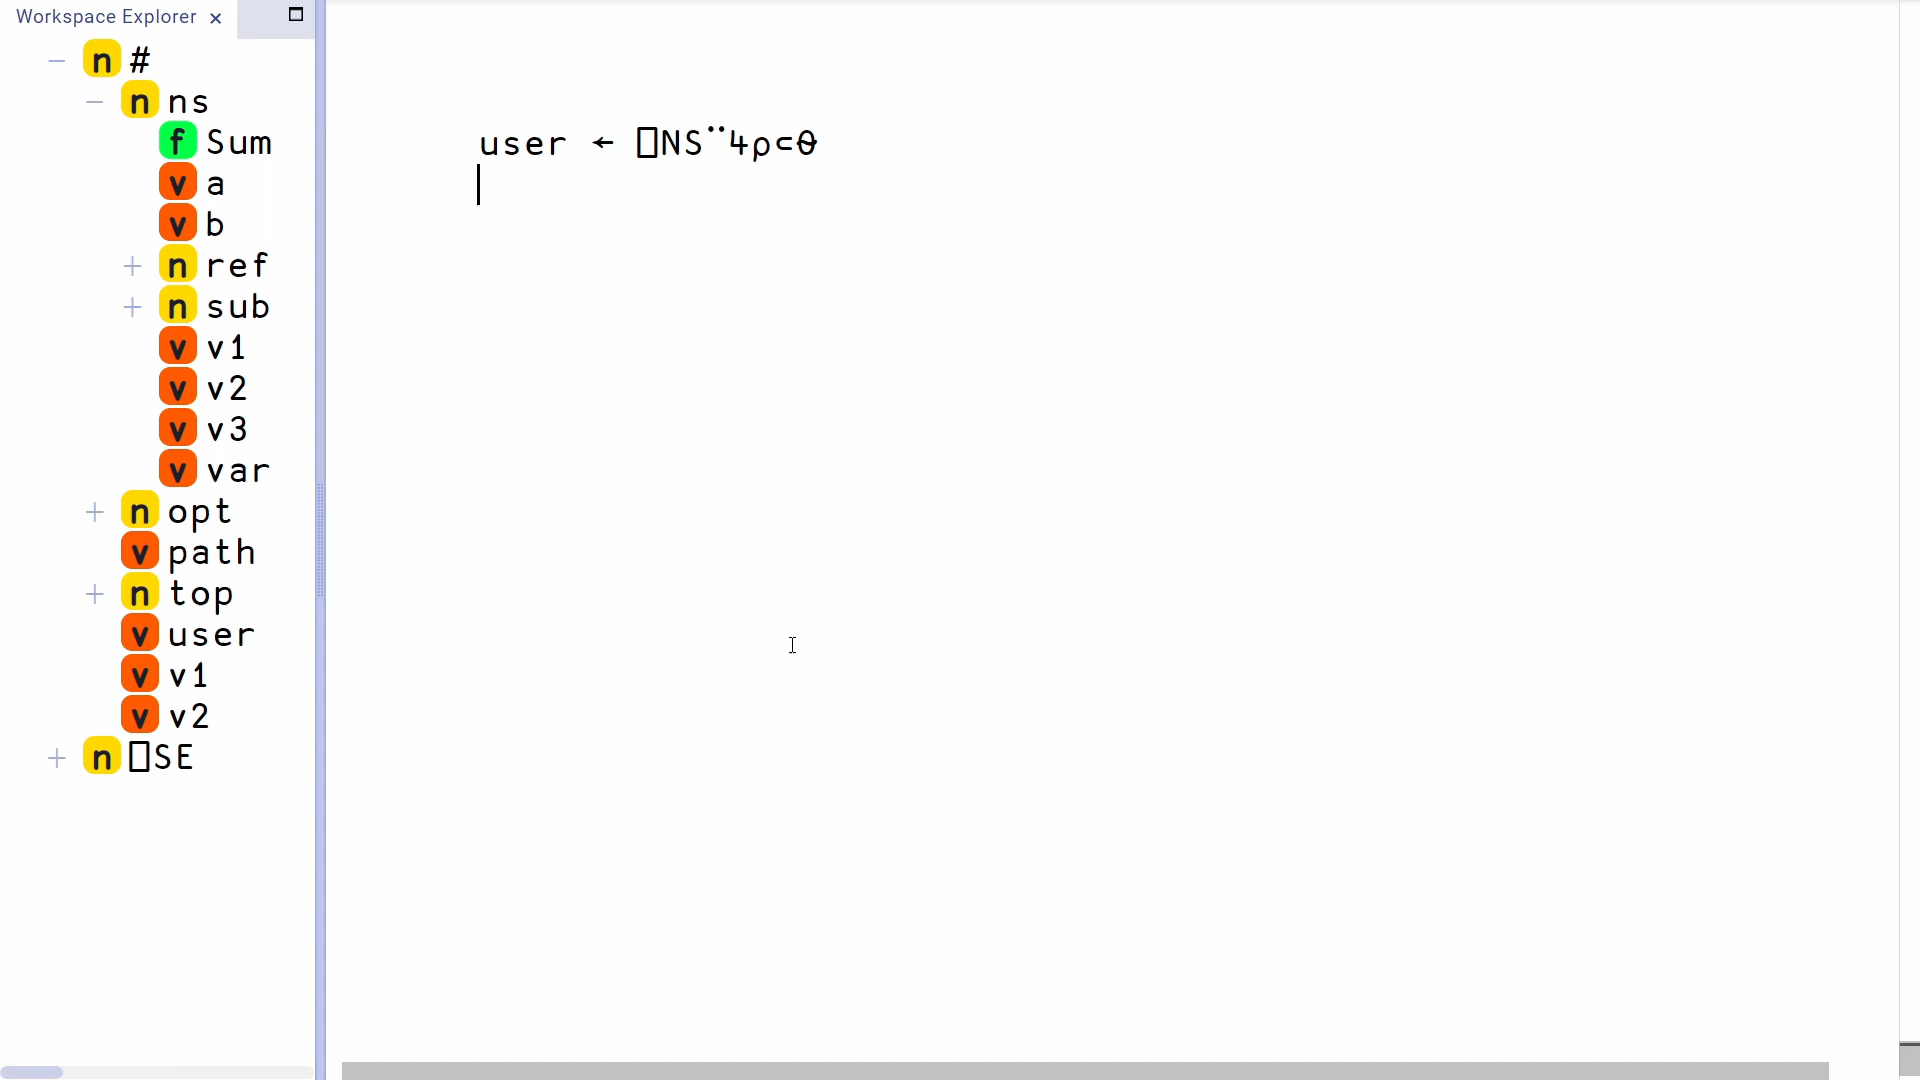 Workspace Explorer ×
− n #
− n ns
f Sum
v a
v b
+ n ref
+ n sub
v v1
v v2
v v3
v var
+ n opt
v path
+ n top
v user
v v1
v v2
+ n ⎕SE
user ← ⎕NS¨4⍴⊂⍬